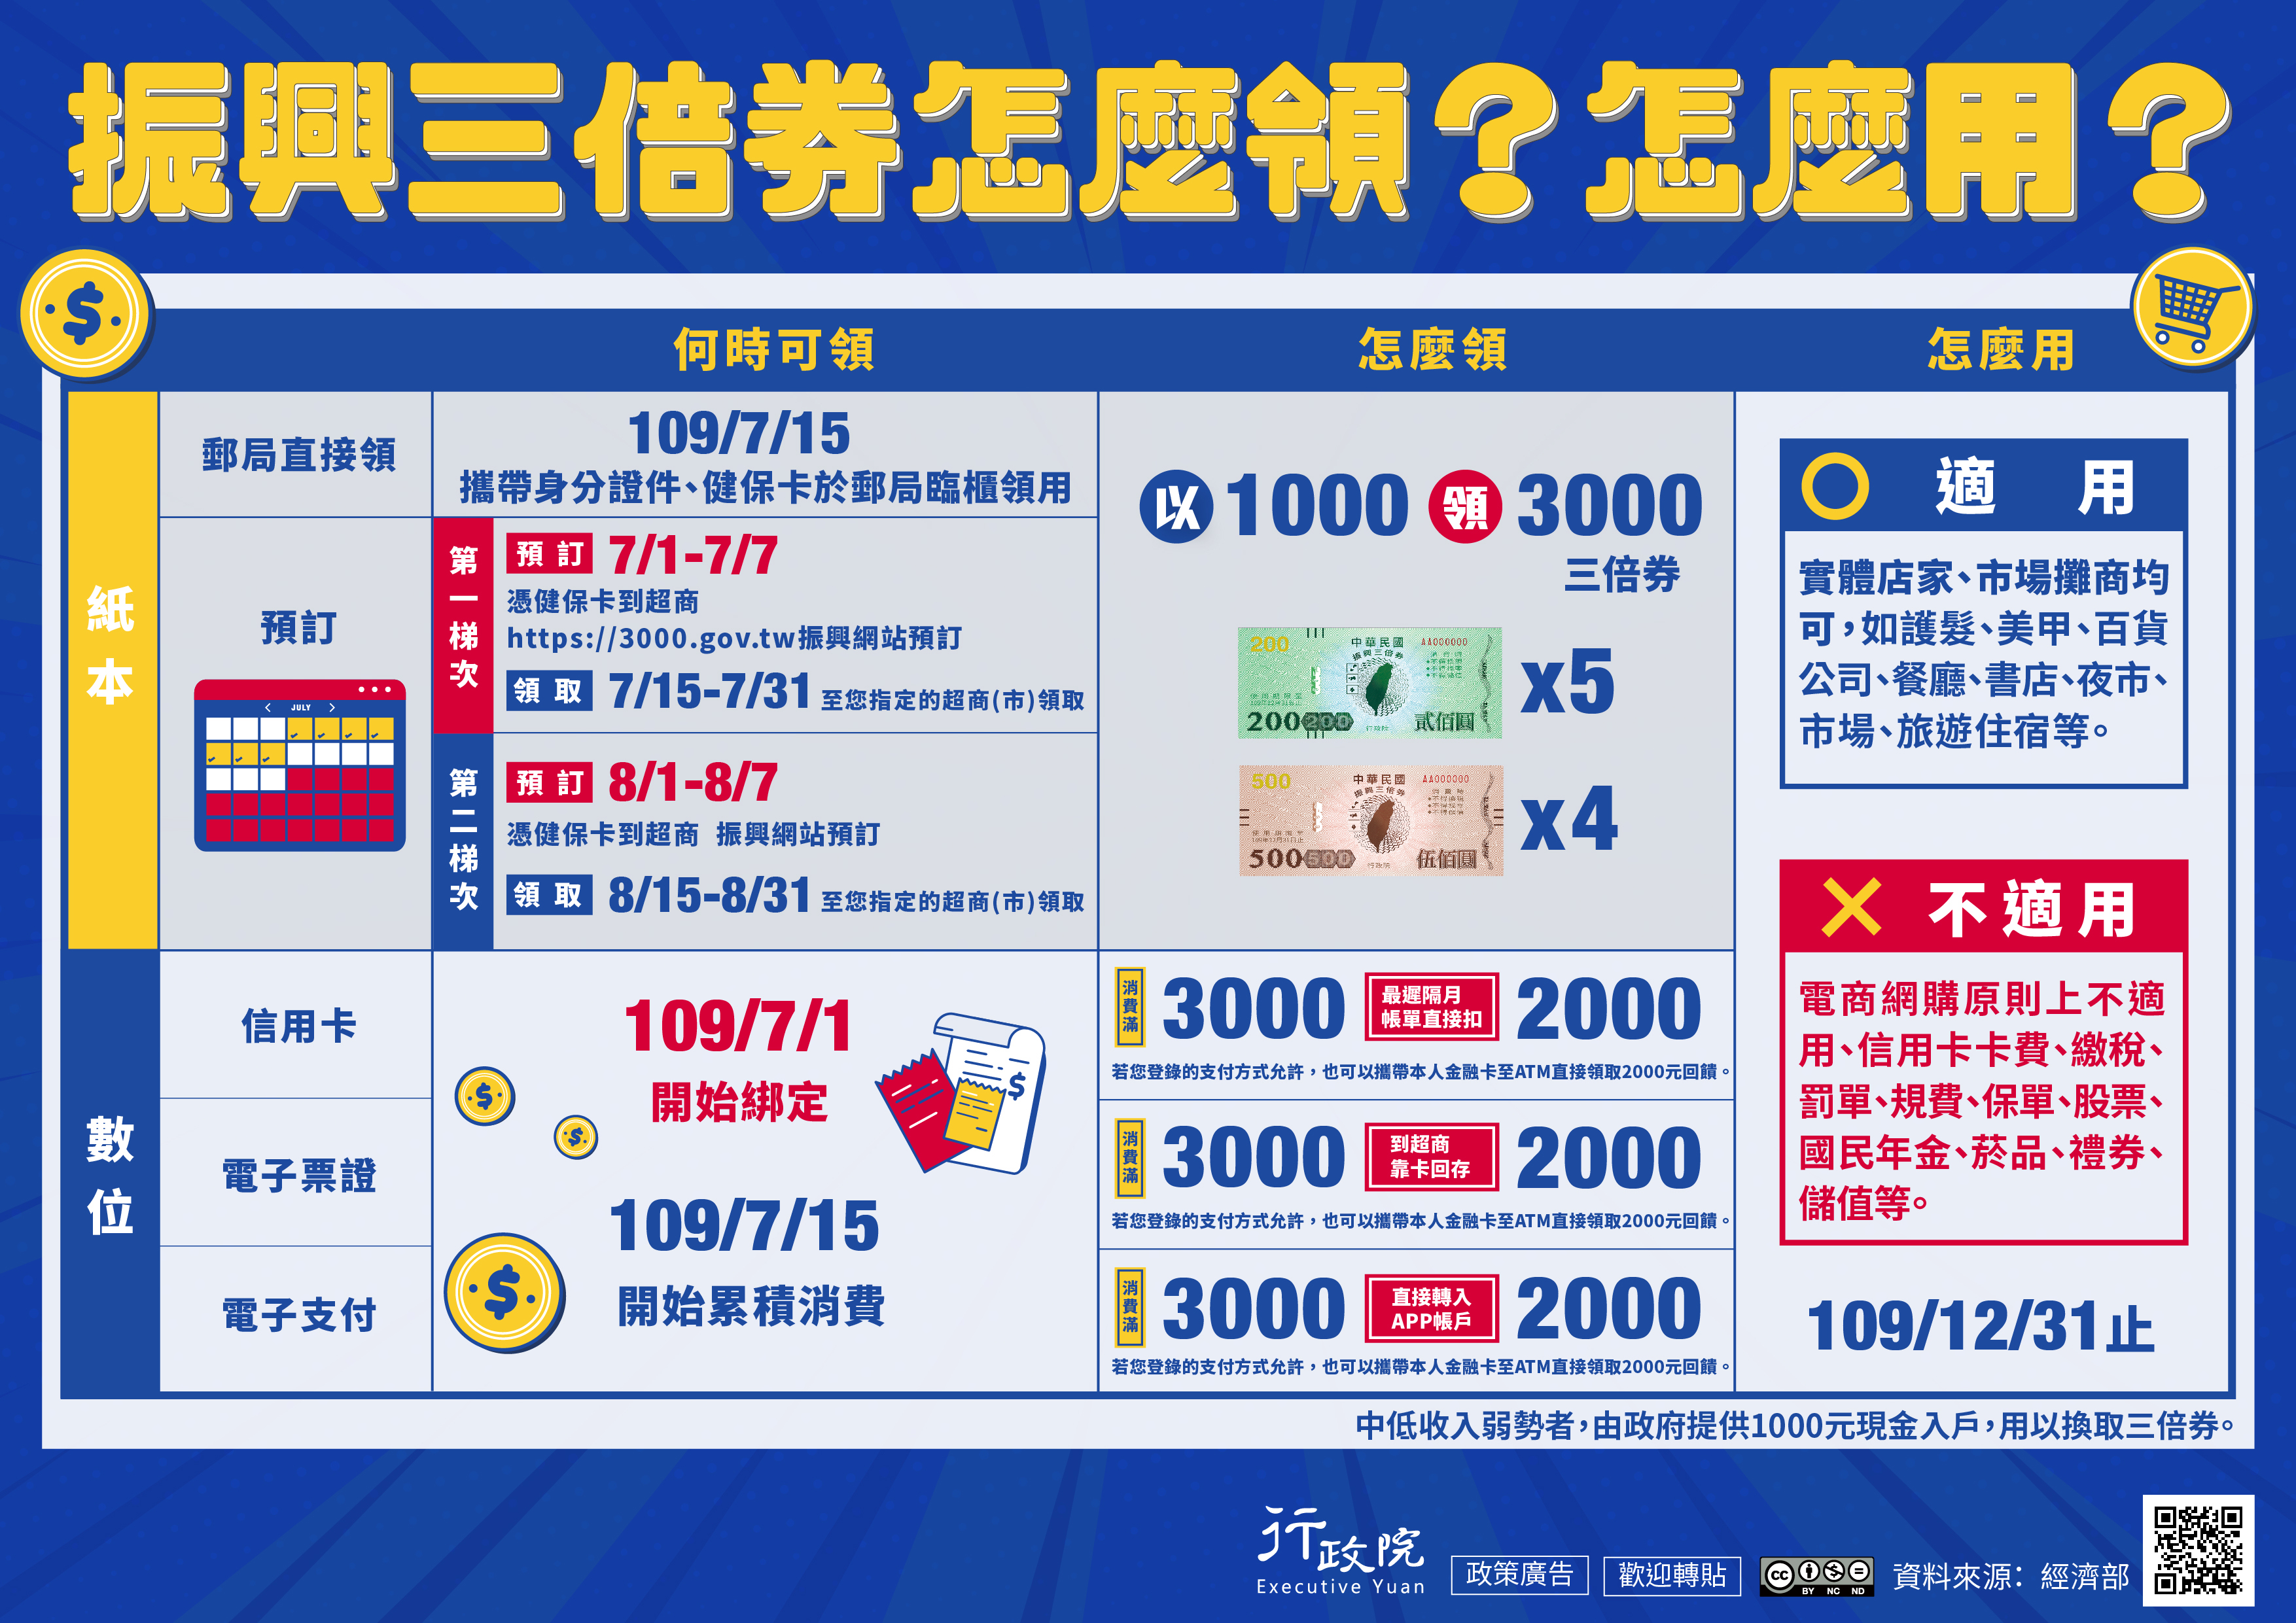 振興三倍券怎麼領?怎麼用?
何時可領
怎麼領
怎麼用
紙本
郵局直接領
109/7/15
攜帶身分證件、健保卡於郵局臨櫃領用
預訂
JULY
第一梯次
預訂 7/1-7/7
憑健保卡到超商
https://3000.gov.tw振興網站預訂
領取 7/15-7/31 至您指定的超商(市)領取
第二梯次
預訂 8/1-8/7
憑健保卡到超商 振興網站預訂
領取 8/15-8/31 至您指定的超商(市)領取
以 1000 領 3000
三倍券
200
中華民國
AA000000
振興三倍券
200 200
行政院
貳佰圓
x5
500
中華民國
AA000000
振興三倍券
500 500
行政院
伍佰圓
x4
數位
信用卡
電子票證
電子支付
109/7/1
開始綁定
109/7/15
開始累積消費
消費滿 3000 最遲隔月帳單直接扣 2000
若您登錄的支付方式允許,也可以攜帶本人金融卡至ATM直接領取2000元回饋。
消費滿 3000 到超商靠卡回存 2000
若您登錄的支付方式允許,也可以攜帶本人金融卡至ATM直接領取2000元回饋。
消費滿 3000 直接轉入APP帳戶 2000
若您登錄的支付方式允許,也可以攜帶本人金融卡至ATM直接領取2000元回饋。
適用
實體店家、市場攤商均
可,如護髮、美甲、百貨
公司、餐廳、書店、夜市、
市場、旅遊住宿等。
不適用
電商網購原則上不適
用、信用卡卡費、繳稅、
罰單、規費、保單、股票、
國民年金、菸品、禮券、
儲值等。
109/12/31止
中低收入弱勢者,由政府提供1000元現金入戶,用以換取三倍券。
行政院
Executive Yuan
政策廣告
歡迎轉貼
cc BY NC ND
資料來源:經濟部